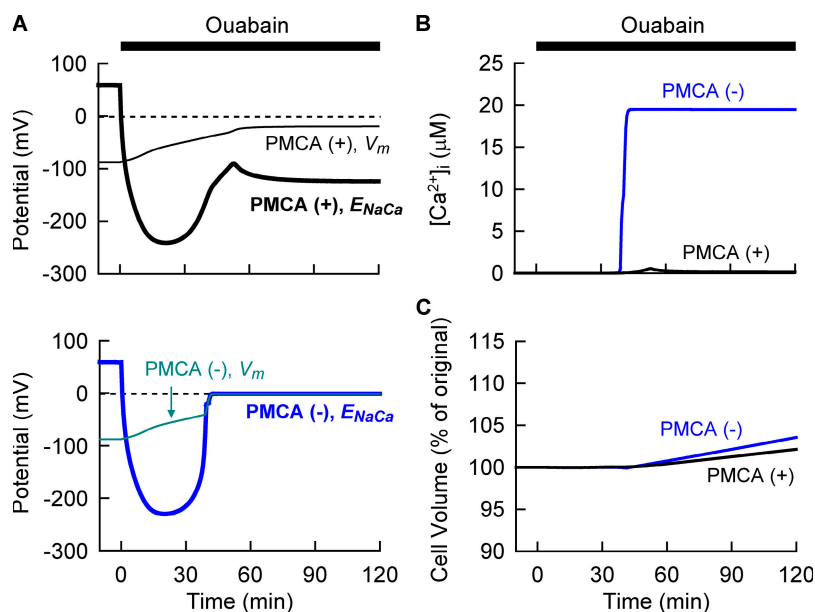 A
Ouabain
100
0
-100
-200
-300
Potential (mV)
PMCA (+), Vm
PMCA (+), ENaCa
100
0
-100
-200
-300
Potential (mV)
PMCA (-), Vm
PMCA (-), ENaCa
0 30 60 90 120
Time (min)
B
Ouabain
25
20
15
10
5
0
[Ca2+]i (μM)
PMCA (-)
PMCA (+)
C
115
110
105
100
95
90
Cell Volume (% of original)
PMCA (-)
PMCA (+)
0 30 60 90 120
Time (min)